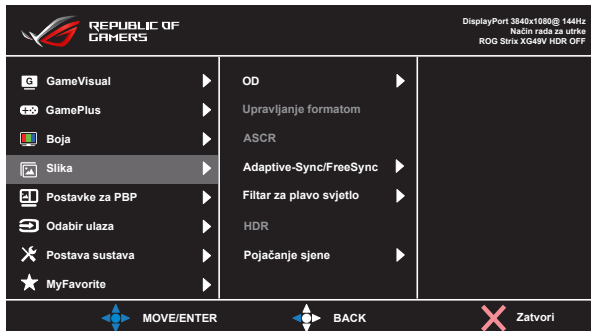 REPUBLIC OF
GAMERS
DisplayPort 3840x1080@ 144Hz
Način rada za utrke
ROG Strix XG49V HDR OFF
G GameVisual
GamePlus
Boja
Slika
Postavke za PBP
Odabir ulaza
Postava sustava
MyFavorite
OD
Upravljanje formatom
ASCR
Adaptive-Sync/FreeSync
Filtar za plavo svjetlo
HDR
Pojačanje sjene
MOVE/ENTER
BACK
Zatvori